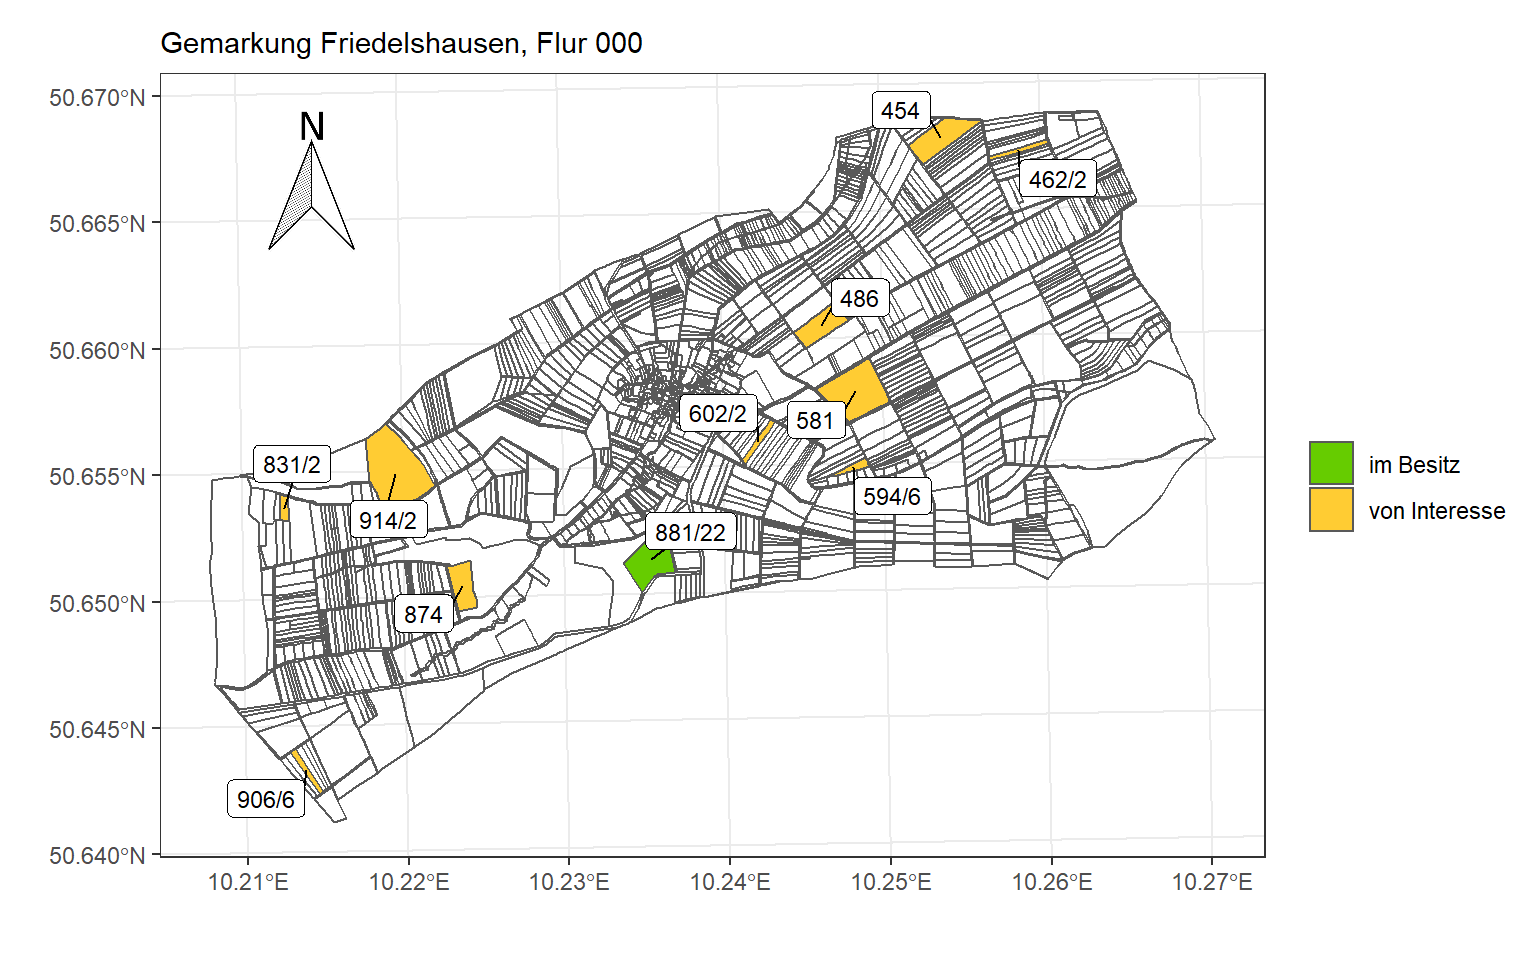 Gemarkung Friedelshausen, Flur 000
50.670°N
50.665°N
50.660°N
50.655°N
50.650°N
50.645°N
50.640°N
N
454
462/2
486
602/2
581
594/6
831/2
914/2
881/22
874
906/6
10.21°E
10.22°E
10.23°E
10.24°E
10.25°E
10.26°E
10.27°E
im Besitz
von Interesse